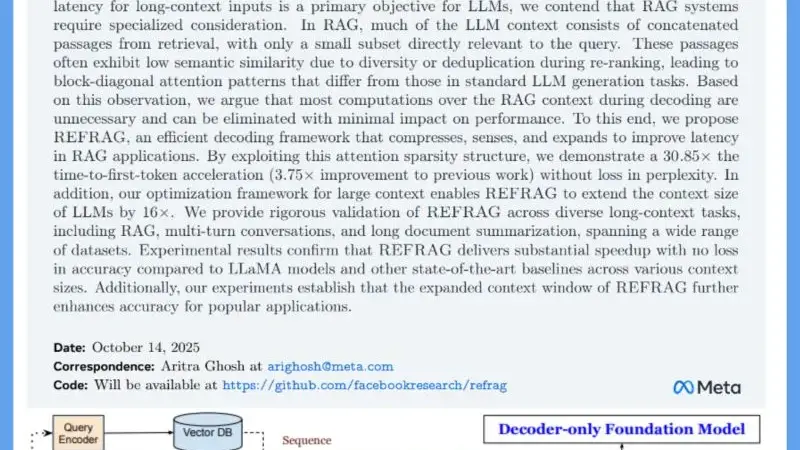 latency for long-context inputs is a primary objective for LLMs, we contend that RAG systems
require specialized consideration. In RAG, much of the LLM context consists of concatenated
passages from retrieval, with only a small subset directly relevant to the query. These passages
often exhibit low semantic similarity due to diversity or deduplication during re-ranking, leading to
block-diagonal attention patterns that differ from those in standard LLM generation tasks. Based
on this observation, we argue that most computations over the RAG context during decoding are
unnecessary and can be eliminated with minimal impact on performance. To this end, we propose
REFRAG, an efficient decoding framework that compresses, senses, and expands to improve latency
in RAG applications. By exploiting this attention sparsity structure, we demonstrate a 30.85× the
time-to-first-token acceleration (3.75× improvement to previous work) without loss in perplexity. In
addition, our optimization framework for large context enables REFRAG to extend the context size
of LLMs by 16×. We provide rigorous validation of REFRAG across diverse long-context tasks,
including RAG, multi-turn conversations, and long document summarization, spanning a wide range
of datasets. Experimental results confirm that REFRAG delivers substantial speedup with no loss
in accuracy compared to LLaMA models and other state-of-the-art baselines across various context
sizes. Additionally, our experiments establish that the expanded context window of REFRAG further
enhances accuracy for popular applications.
Date: October 14, 2025
Correspondence: Aritra Ghosh at arighosh@meta.com
Code: Will be available at https://github.com/facebookresearch/refrag
Meta
Query
Encoder
Vector DB
Sequence
Decoder-only Foundation Model